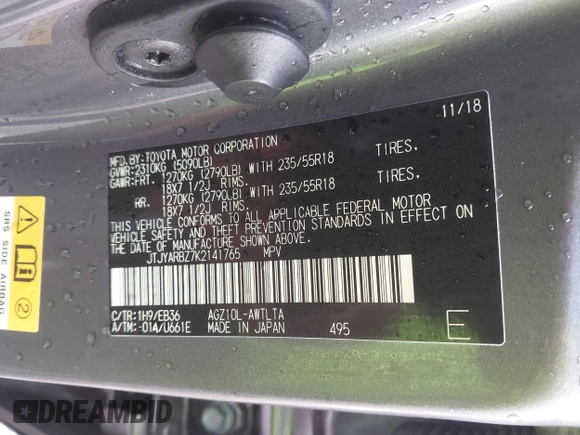 11/18
MFD.BY:TOYOTA MOTOR CORPORATION
GVWR:2310KG (5090LB)
GAWR:FRT. 1270KG (2790LB) WITH 235/55R18 TIRES.
18X7 1/2J RIMS.
RR. 1270KG (2790LB) WITH 235/55R18 TIRES.
18X7 1/2J RIMS.
THIS VEHICLE CONFORMS TO ALL APPLICABLE FEDERAL MOTOR
VEHICLE SAFETY AND THEFT PREVENTION STANDARDS IN EFFECT ON
THE DATE OF MANUFACTURE SHOWN ABOVE.
JTJYARBZ7K2141765 MPV
C/TR:1H9/EB36 AGZ10L-AWTLTA
A/TM:-01A/U661E MADE IN JAPAN 495
E
SRS SIDE AIRBAG
2
DREAMBID